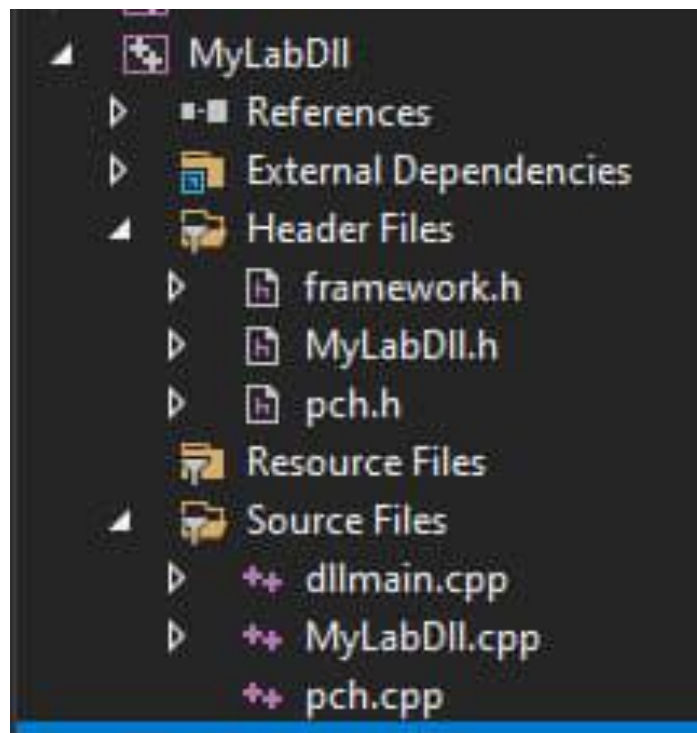 MyLabDll
References
External Dependencies
Header Files
framework.h
MyLabDll.h
pch.h
Resource Files
Source Files
dllmain.cpp
MyLabDll.cpp
pch.cpp